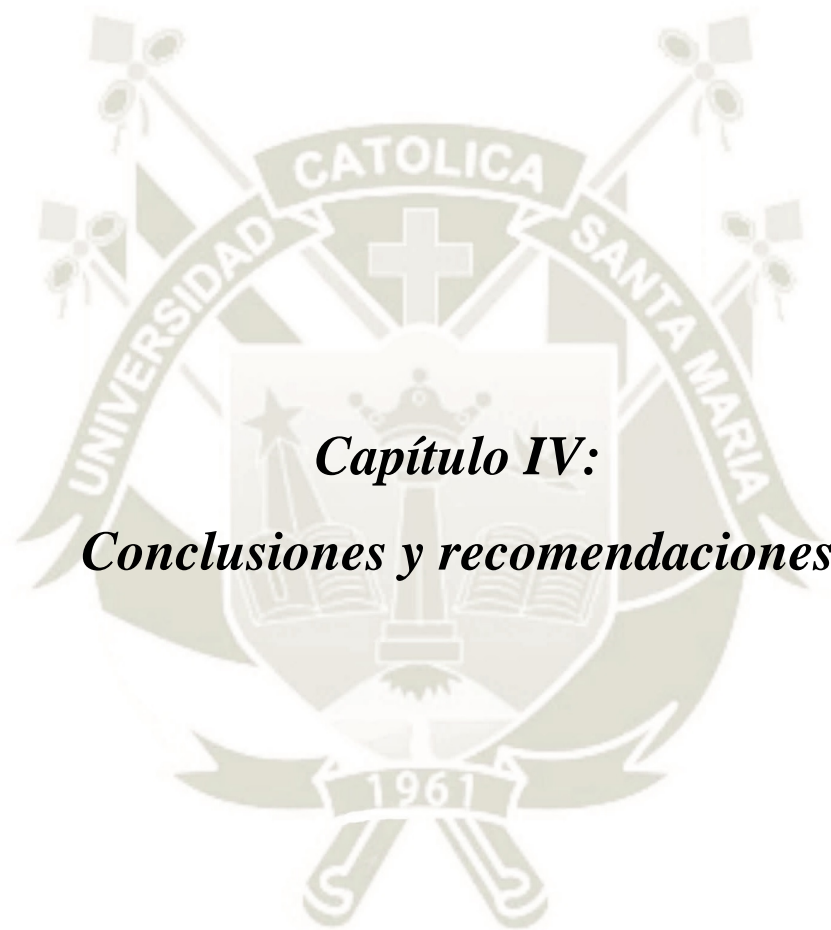 UNIVERSIDAD CATOLICA SANTA MARIA
Capítulo IV:
Conclusiones y recomendaciones
1961